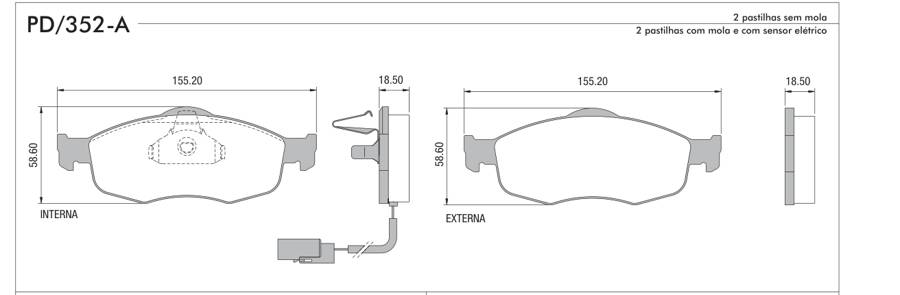 PD/352-A
2 pastilhas sem mola
2 pastilhas com mola e com sensor elétrico
155.20
18.50
155.20
18.50
58.60
58.60
INTERNA
EXTERNA